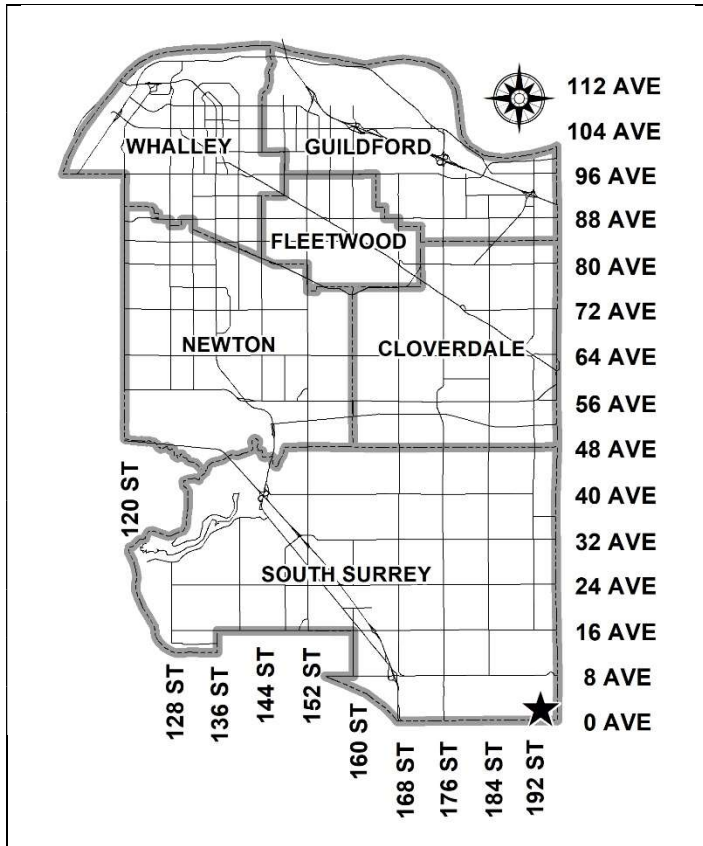 112 AVE
104 AVE
WHALLEY
GUILDFORD
96 AVE
88 AVE
FLEETWOOD
80 AVE
72 AVE
NEWTON
CLOVERDALE
64 AVE
56 AVE
48 AVE
120 ST
40 AVE
32 AVE
SOUTH SURREY
24 AVE
16 AVE
8 AVE
0 AVE
128 ST
136 ST
144 ST
152 ST
160 ST
168 ST
176 ST
184 ST
192 ST